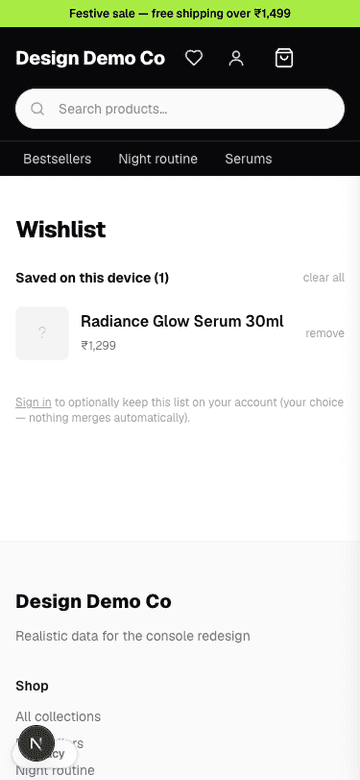 Festive sale — free shipping over ₹1,499
Design Demo Co
Search products...
Bestsellers Night routine Serums
Wishlist
Saved on this device (1) clear all
?
Radiance Glow Serum 30ml
₹1,299
remove
Sign in to optionally keep this list on your account (your choice
— nothing merges automatically).
Design Demo Co
Realistic data for the console redesign
Shop
All collections
N
Night routine